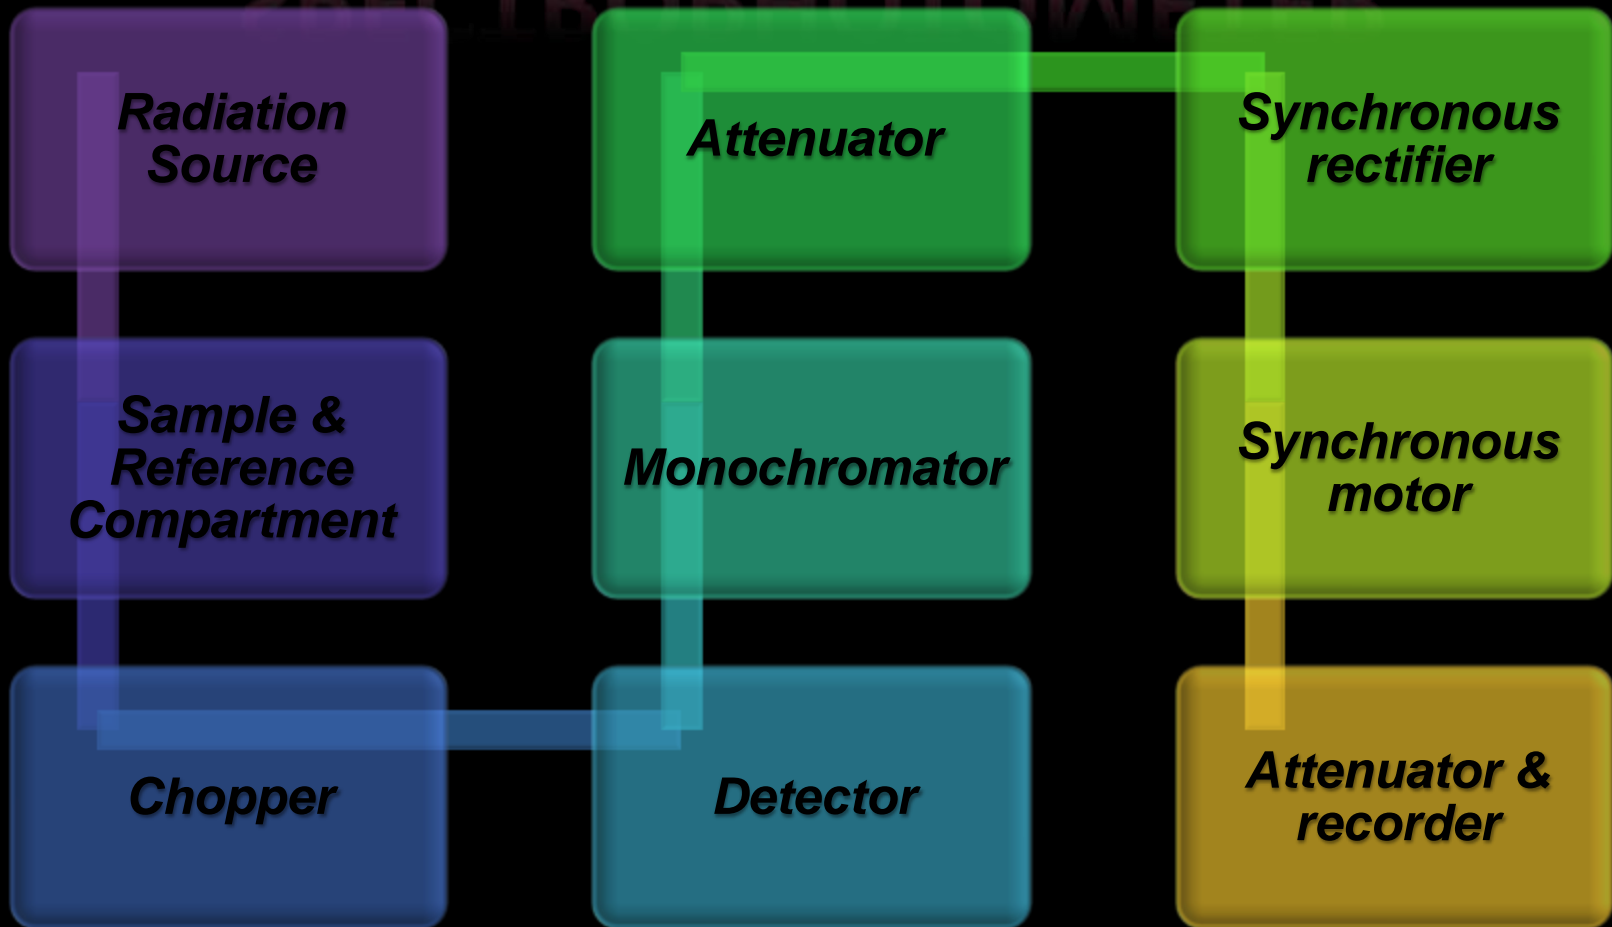 Radiation
Source
Sample &
Reference
Compartment
Chopper
Detector
Monochromator
Attenuator
Synchronous
rectifier
Synchronous
motor
Attenuator &
recorder